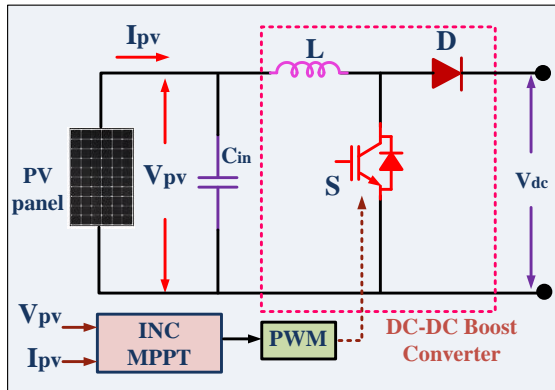 Ipv
L
D
PV
panel
Vpv
Cin
S
Vdc
Vpv
Ipv
INC
MPPT
PWM
DC-DC Boost
Converter